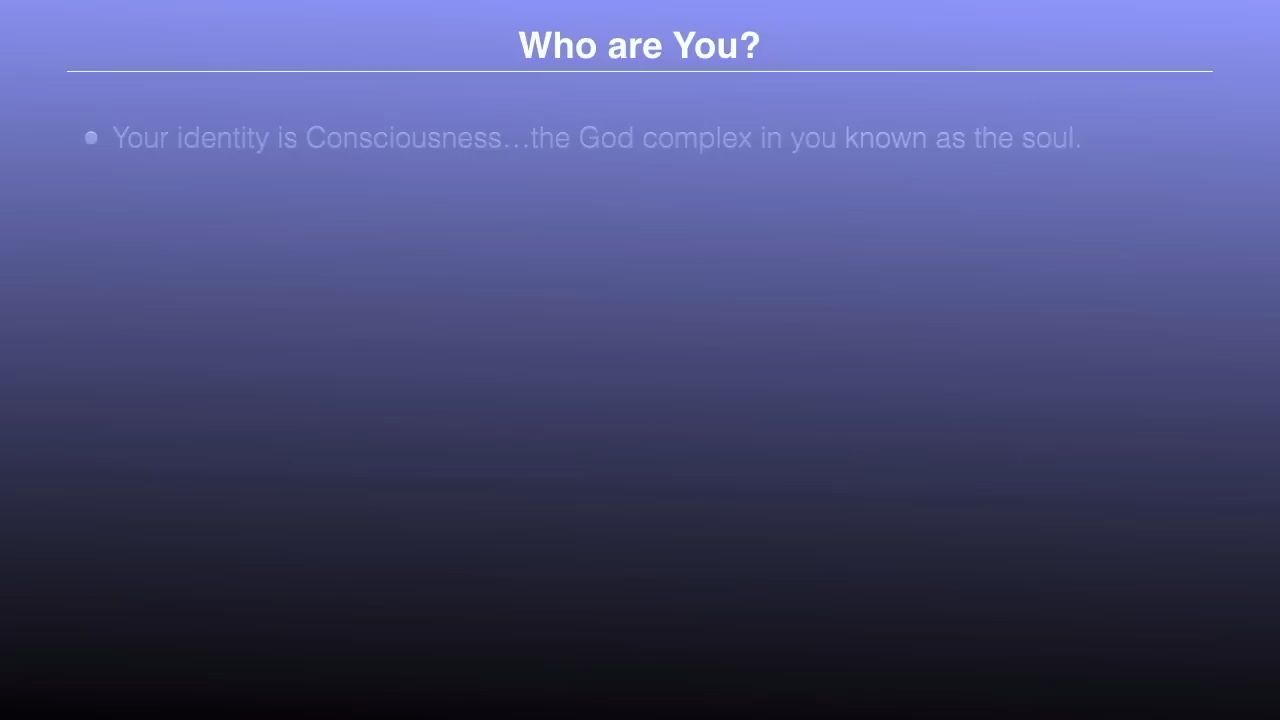 Who are You?
• Your identity is Consciousness…the God complex in you known as the soul.